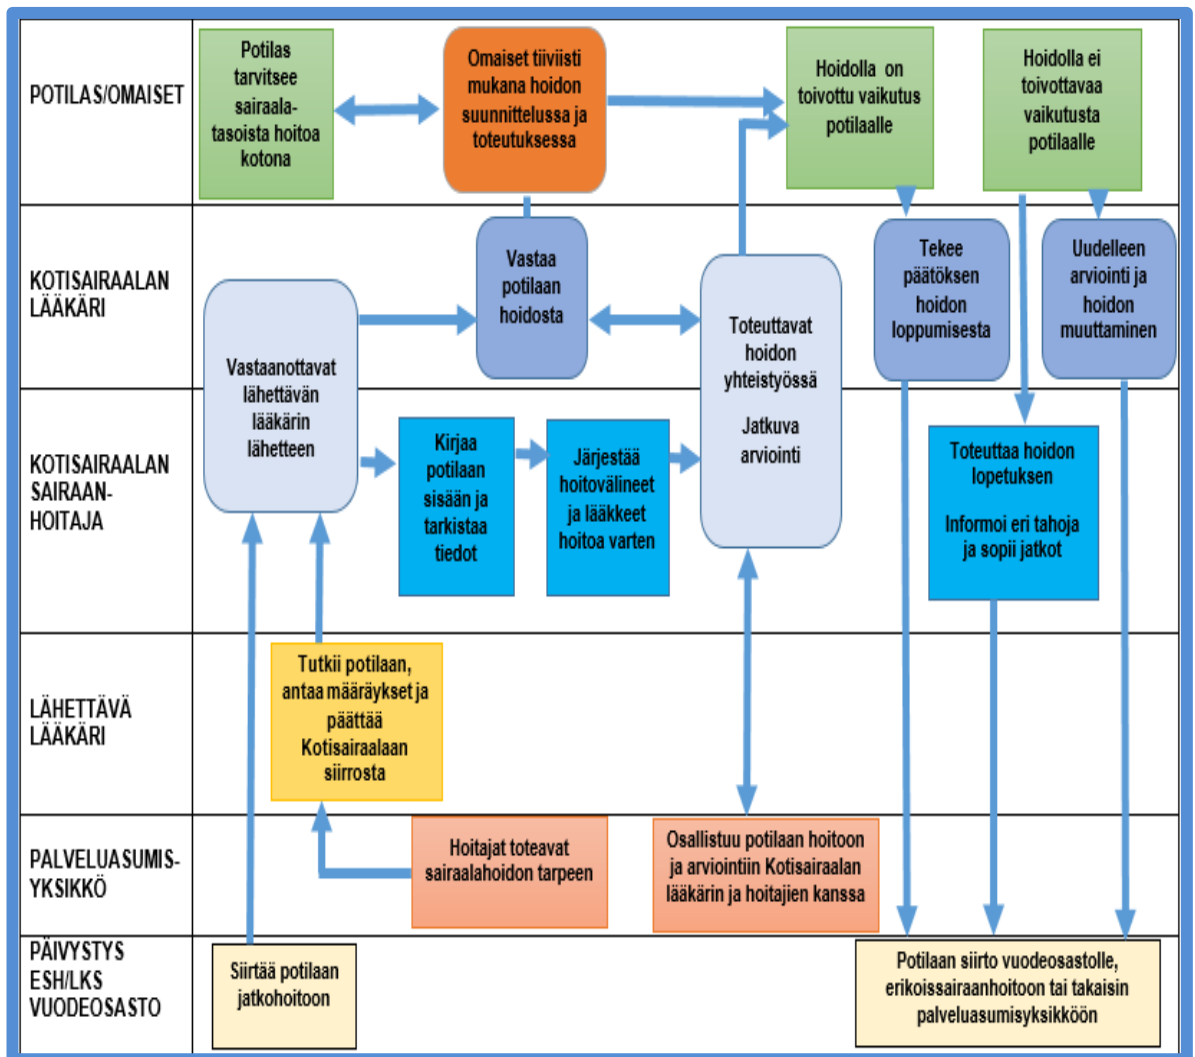 POTILAS/OMAISET
Potilas
tarvitsee
sairaala-
tasoista hoitoa
kotona
Omaiset tiiviisti
mukana hoidon
suunnittelussa ja
toteutuksessa
Hoidolla on
toivottu vaikutus
potilaalle
Hoidolla ei
toivottavaa
vaikutusta
potilaalle
KOTISAIRAALAN
LÄÄKÄRI
Vastaanottavat
lähettävän
lääkärin
lähetteen
Vastaa
potilaan
hoidosta
Toteuttavat
hoidon
yhteistyössä
Jatkuva
arviointi
Tekee
päätöksen
hoidon
loppumisesta
Uudelleen
arviointi ja
hoidon
muuttaminen
KOTISAIRAALAN
SAIRAAN-
HOITAJA
Kirjaa
potilaan
sisään ja
tarkistaa
tiedot
Järjestää
hoitovälineet
ja lääkkeet
hoitoa varten
Toteuttaa hoidon
lopetuksen
Informoi eri tahoja
ja sopii jatkot
LÄHETTÄVÄ
LÄÄKÄRI
Tutkii potilaan,
antaa määräykset ja
päättää
Kotisairaalaan
siirrosta
PALVELUASUMIS-
YKSIKKÖ
Hoitajat toteavat
sairaalahoidon tarpeen
Osallistuu potilaan hoitoon
ja arviointiin Kotisairaalan
lääkärin ja hoitajien kanssa
PÄIVYSTYS
ESH/LKS
VUODEOSASTO
Siirtää potilaan
jatkohoitoon
Potilaan siirto vuodeosastolle,
erikoissairaanhoitoon tai takaisin
palveluasumisyksikköön